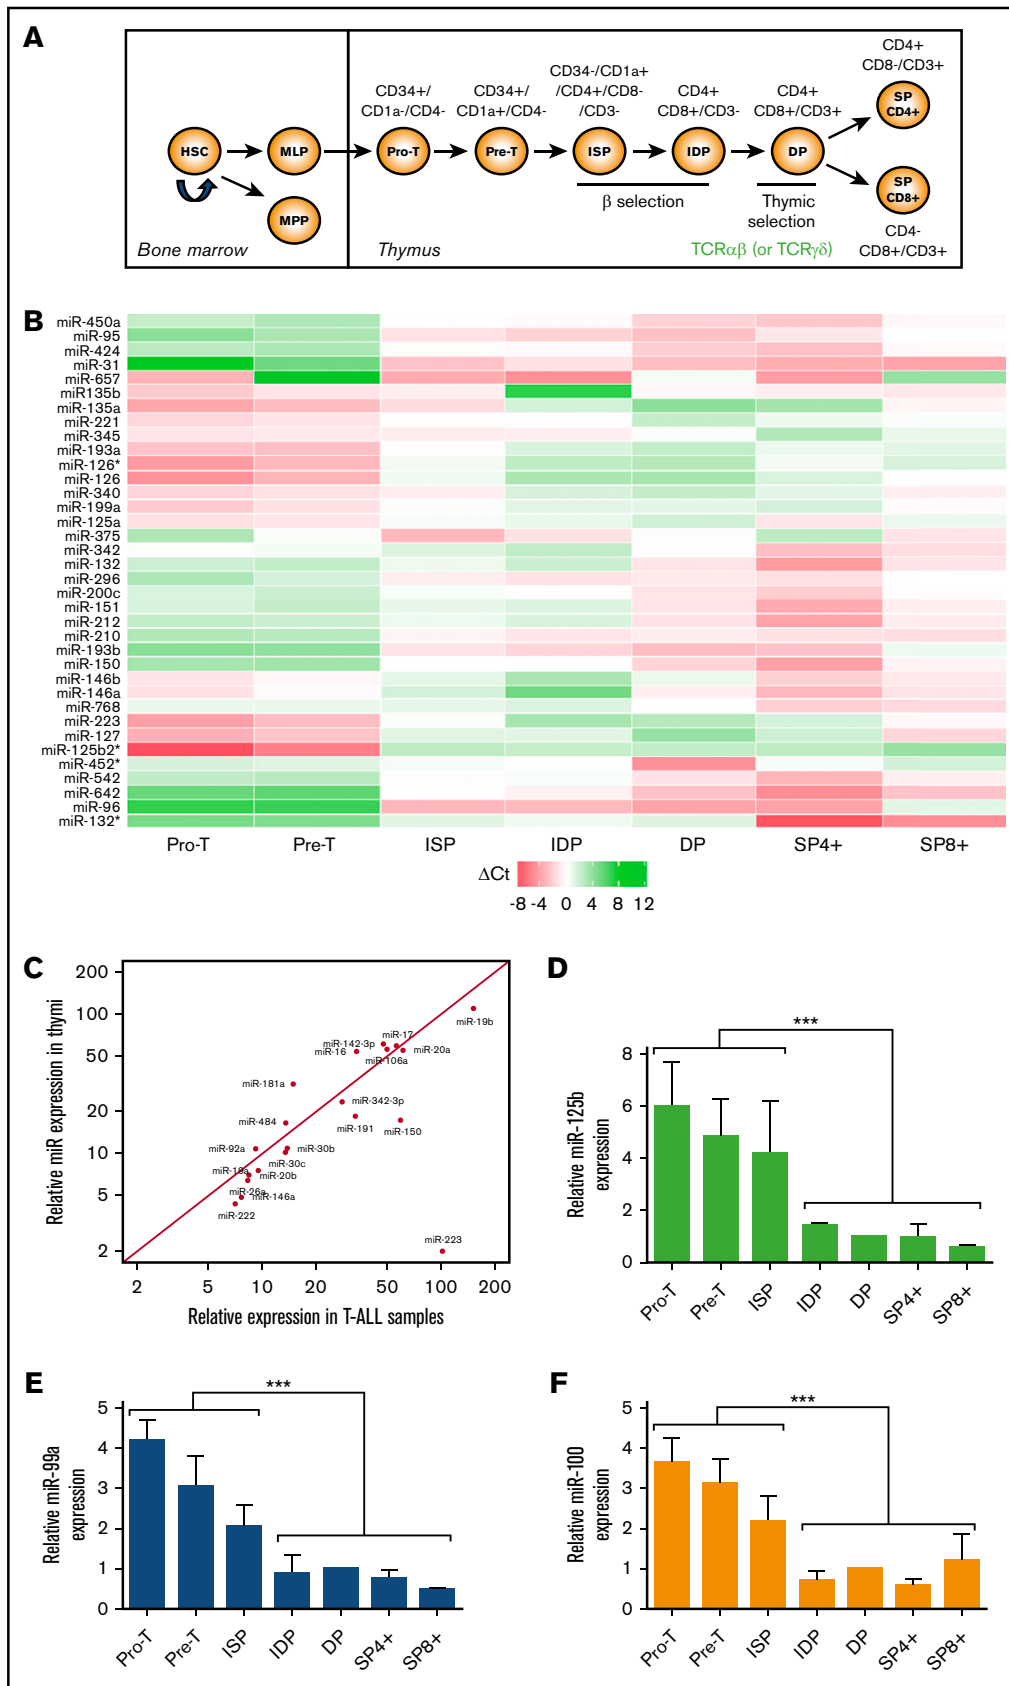 A
CD34+/
CD1a-/CD4-
CD34+/
CD1a+/CD4-
CD34-/CD1a+
/CD4+/CD8-
/CD3-
CD4+
CD8+/CD3-
CD4+
CD8+/CD3+
CD4+
CD8-/CD3+
HSC
MLP
MPP
Pro-T
Pre-T
ISP
IDP
DP
SP
CD4+
SP
CD8+
β selection
Thymic
selection
CD4-
CD8+/CD3+
Bone marrow
Thymus
TCRαβ (or TCRγδ)
B
miR-450a
miR-95
miR-424
miR-31
miR-657
miR135b
miR-135a
miR-221
miR-345
miR-193a
miR-126*
miR-126
miR-340
miR-199a
miR-125a
miR-375
miR-342
miR-132
miR-296
miR-200c
miR-151
miR-212
miR-210
miR-193b
miR-150
miR-146b
miR-146a
miR-768
miR-223
miR-127
miR-125b2*
miR-452*
miR-542
miR-642
miR-96
miR-132*
Pro-T Pre-T ISP IDP DP SP4+ SP8+
ΔCt
-8 -4 0 4 8 12
C
Relative miR expression in thymi
200
100
50
20
10
5
2
miR-19b
miR-17
miR-142-3p
miR-16
miR-20a
miR-106a
miR-181a
miR-342-3p
miR-484
miR-191
miR-150
miR-92a
miR-30b
miR-30c
miR-19a
miR-20b
miR-26a
miR-146a
miR-222
miR-223
2 5 10 20 50 100 200
Relative expression in T-ALL samples
D
Relative miR-125b
expression
***
8
6
4
2
0
Pro-T Pre-T ISP IDP DP SP4+ SP8+
E
Relative miR-99a
expression
***
5
4
3
2
1
0
Pro-T Pre-T ISP IDP DP SP4+ SP8+
F
Relative miR-100
expression
***
5
4
3
2
1
0
Pro-T Pre-T ISP IDP DP SP4+ SP8+